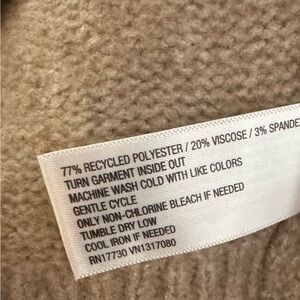 77% RECYCLED POLYESTER / 20% VISCOSE / 3% SPANDE
TURN GARMENT INSIDE OUT
MACHINE WASH COLD WITH LIKE COLORS
GENTLE CYCLE
ONLY NON-CHLORINE BLEACH IF NEEDED
TUMBLE DRY LOW
COOL IRON IF NEEDED
RN17730 VN1317080